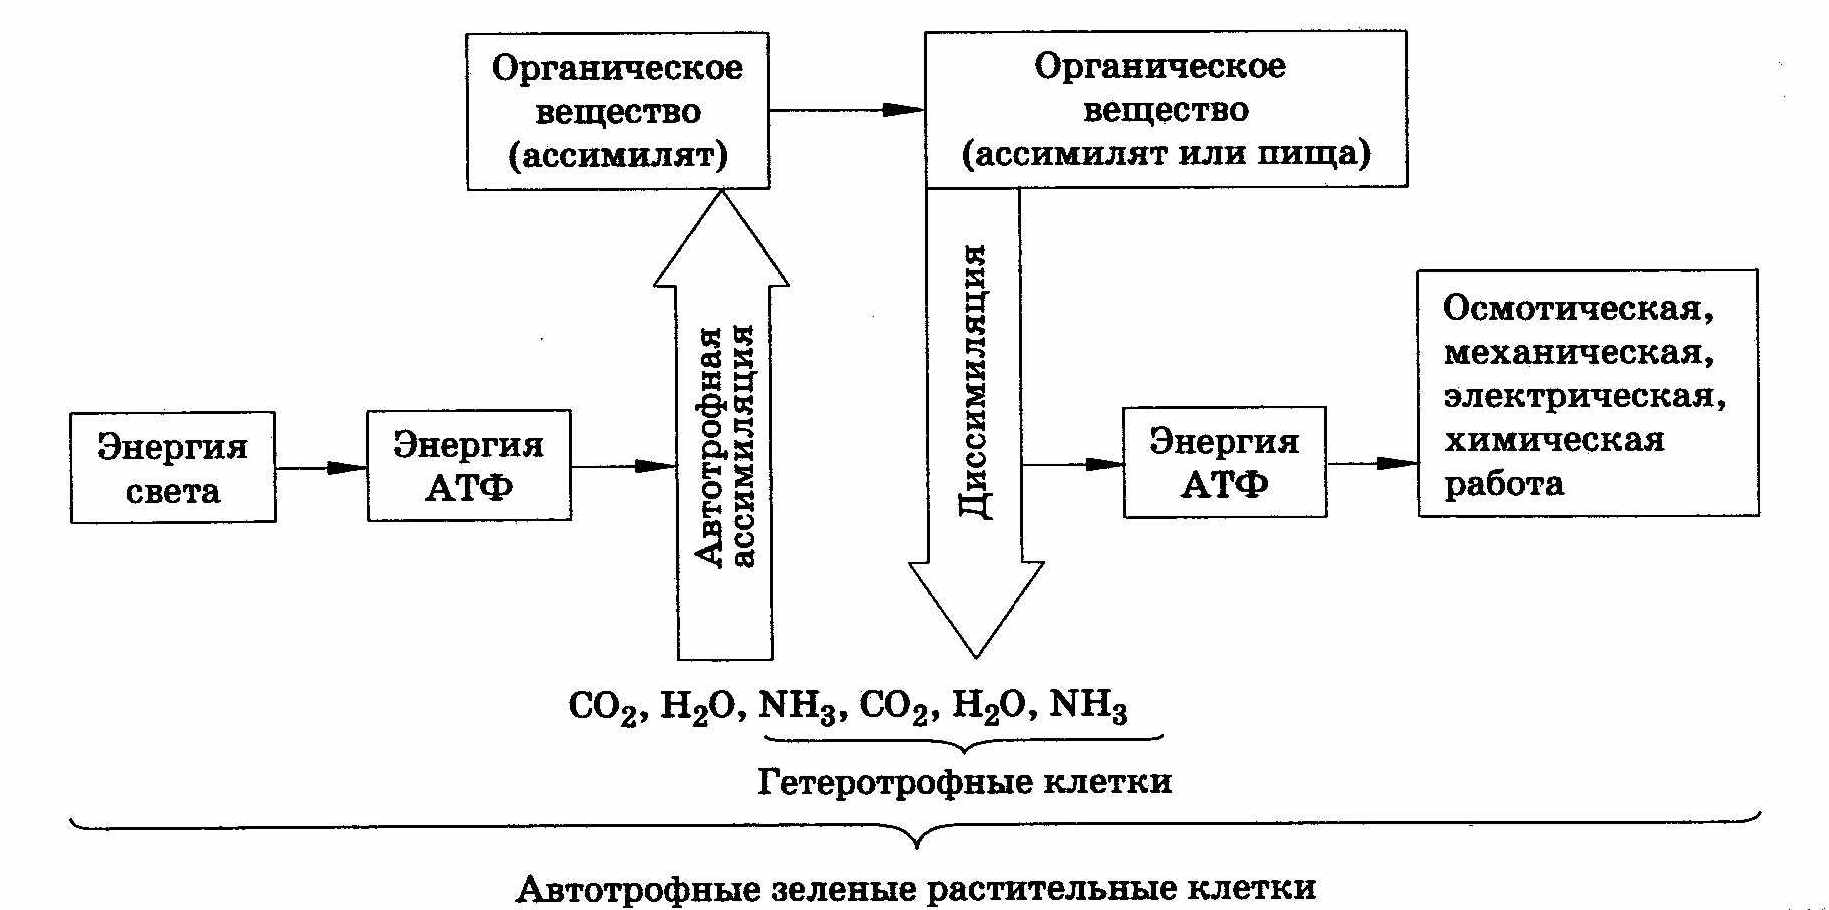 Органическое
вещество
(ассимилят)
Органическое
вещество
(ассимилят или пища)
Энергия
света
Энергия
АТФ
Автотрофная
ассимиляция
Диссимиляция
Энергия
АТФ
Осмотическая,
механическая,
электрическая,
химическая
работа
CO₂, H₂O, NH₃, CO₂, H₂O, NH₃
Гетеротрофные клетки
Автотрофные зеленые растительные клетки